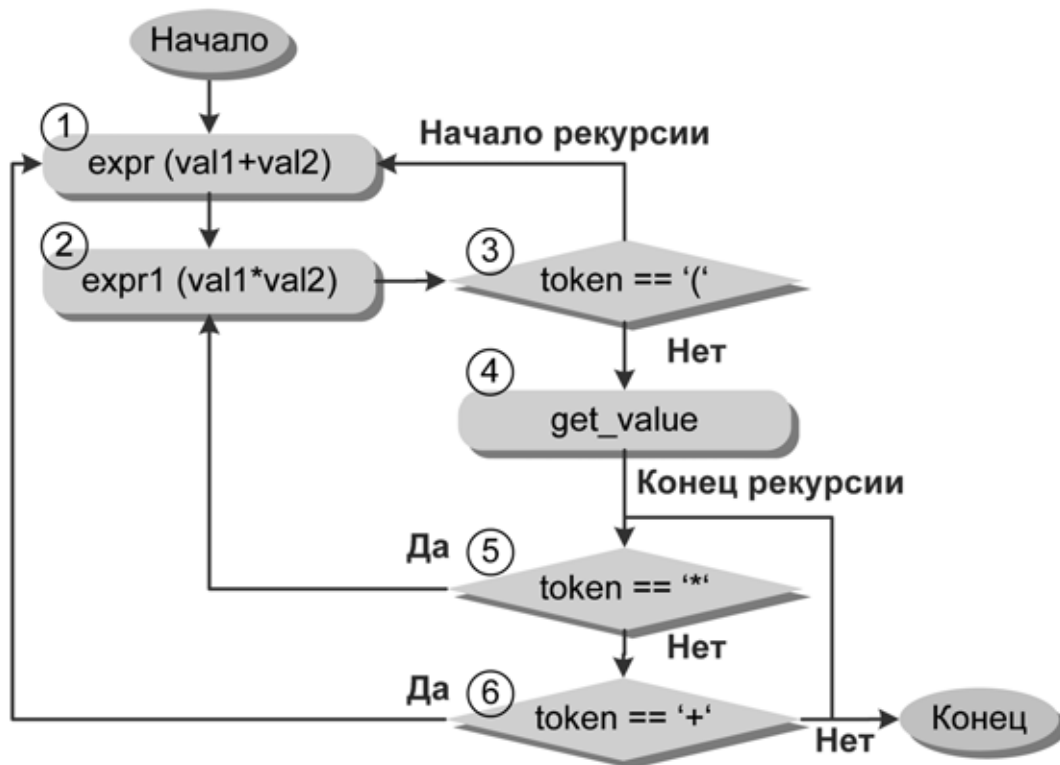 Начало
1
expr (val1+val2)
Начало рекурсии
2
expr1 (val1*val2)
3
token == ‘(‘
Нет
4
get_value
Конец рекурсии
Да
5
token == ‘*‘
Нет
Да
6
token == ‘+‘
Нет
Конец